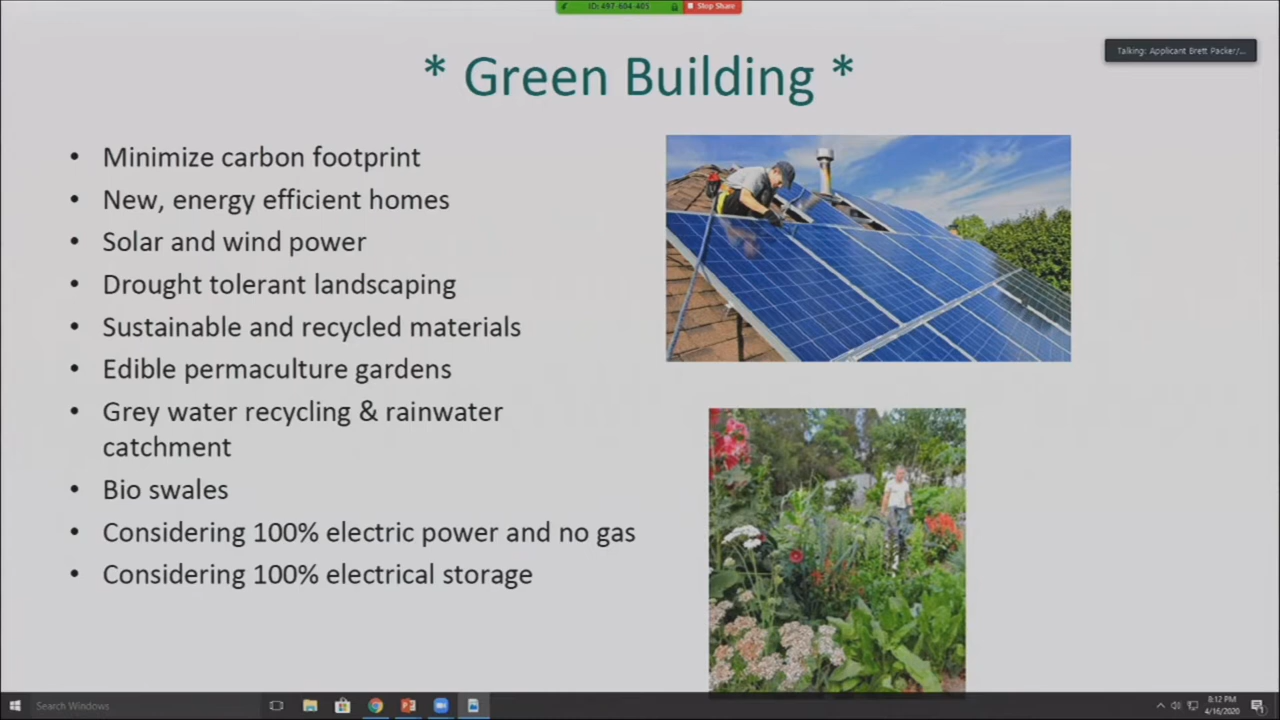 ID: 497-604-405
Stop Share
Talking: Applicant Brett Packer/...
* Green Building *
• Minimize carbon footprint
• New, energy efficient homes
• Solar and wind power
• Drought tolerant landscaping
• Sustainable and recycled materials
• Edible permaculture gardens
• Grey water recycling & rainwater
catchment
• Bio swales
• Considering 100% electric power and no gas
• Considering 100% electrical storage
Search Windows
8:12 PM
4/16/2020